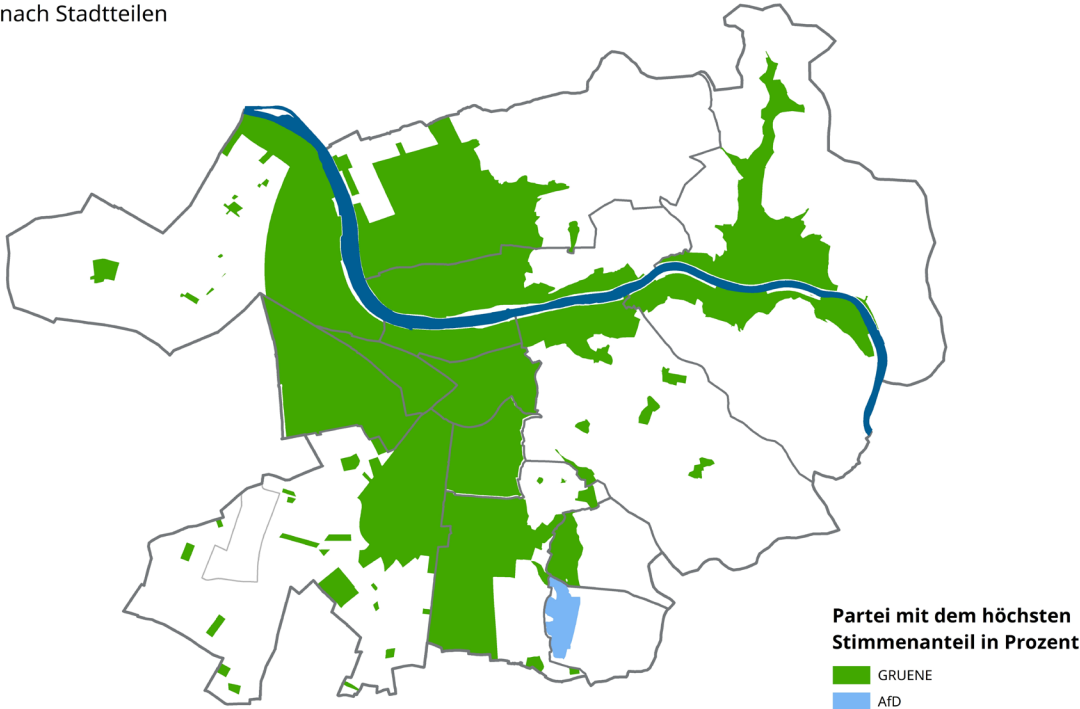 nach Stadtteilen
Partei mit dem höchsten
Stimmenanteil in Prozent
GRUENE
AfD